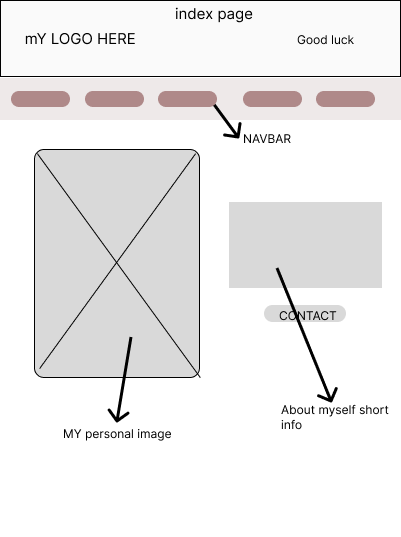 index page
mY LOGO HERE
Good luck
NAVBAR
CONTACT
About myself short
info
MY personal image